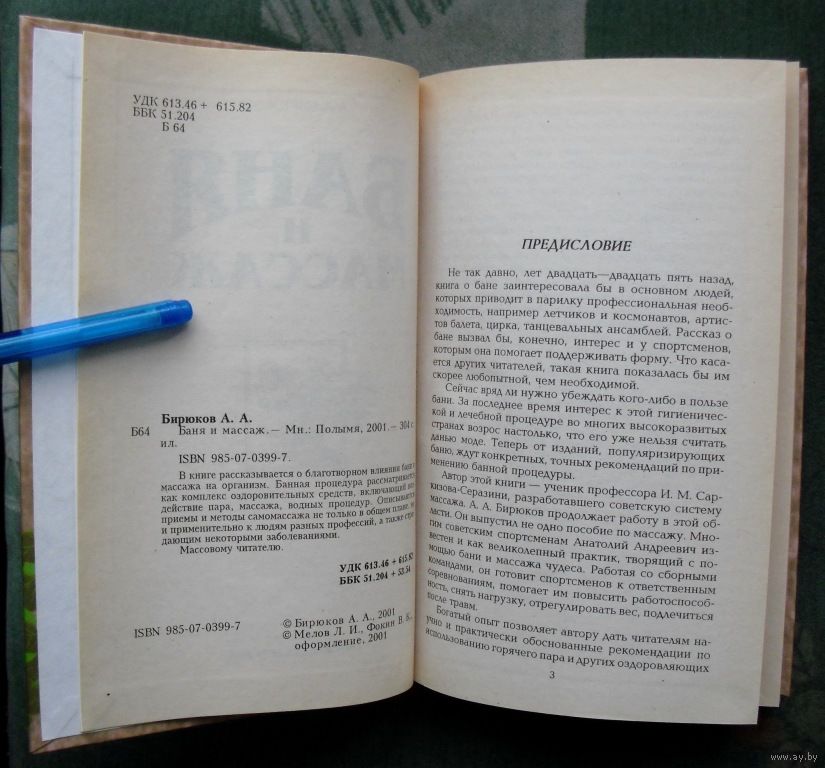 УДК 613.46 + 615.82
ББК 51.204
Б 64
Бирюков А. А.
Б64 Баня и массаж.— Мн.: Полымя, 2001.— 304 с.
ил.
ISBN 985-07-0399-7.
В книге рассказывается о благотворном влиянии бани и
массажа на организм. Банная процедура рассматривается
как комплекс оздоровительных средств, включающий
действие пара, массажа, водных процедур. Описываются
приемы и методы самомассажа не только в общем плане,
и применительно к людям разных профессий, а также
дающим некоторыми заболеваниями.
Массовому читателю.
УДК 613.46 + 615.82
ББК 51.204 + 53.54
ISBN 985-07-0399-7
© Бирюков А. А., 2001
© Мелов Л. И., Фокин В. К.,
оформление, 2001
БАНЯ
И
МАССАЖ
ПРЕДИСЛОВИЕ
Не так давно, лет двадцать—двадцать пять назад,
книга о бане заинтересовала бы в основном людей,
которых приводит в парилку профессиональная необ-
ходимость, например летчиков и космонавтов, артис-
тов балета, цирка, танцевальных ансамблей. Рассказ о
бане вызвал бы, конечно, интерес и у спортсменов,
которым она помогает поддерживать форму. Что каса-
ется других читателей, такая книга показалась бы им
скорее любопытной, чем необходимой.
Сейчас вряд ли нужно убеждать кого-либо в пользе
бани. За последнее время интерес к этой гигиеничес-
кой и лечебной процедуре во многих высокоразвитых
странах возрос настолько, что его уже нельзя считать
данью моде. Теперь от изданий, популяризирующих
баню, ждут конкретных, точных рекомендаций по при-
менению банной процедуры.
Автор этой книги — ученик профессора И. М. Сар-
кизова-Серазини, разработавшего советскую систему
массажа. А. А. Бирюков продолжает работу в этой об-
ласти. Он выпустил не одно пособие по массажу. Мно-
гим советским спортсменам Анатолий Андреевич из-
вестен и как великолепный практик, творящий с по-
мощью бани и массажа чудеса. Работая со сборными
командами, он готовит спортсменов к ответственным
соревнованиям, помогает им повысить работоспособ-
ность, снять нагрузку, отрегулировать вес, подлечиться
после травм.
Богатый опыт позволяет автору дать читателям на-
учно и практически обоснованные рекомендации по
использованию горячего пара и других оздоровляющих
3
www.ay.by